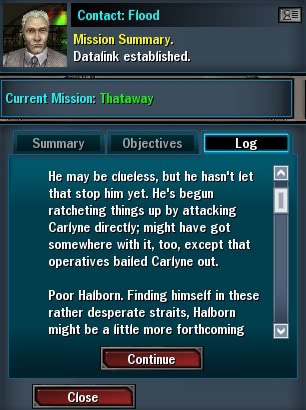 Contact: Flood
Mission Summary.
Datalink established.
Current Mission: Thataway
Summary
Objectives
Log
He may be clueless, but he hasn't let
that stop him yet. He's begun
ratcheting things up by attacking
Carlyne directly; might have got
somewhere with it, too, except that
operatives bailed Carlyne out.
Poor Halborn. Finding himself in these
rather desperate straits, Halborn
might be a little more forthcoming
Continue
Close